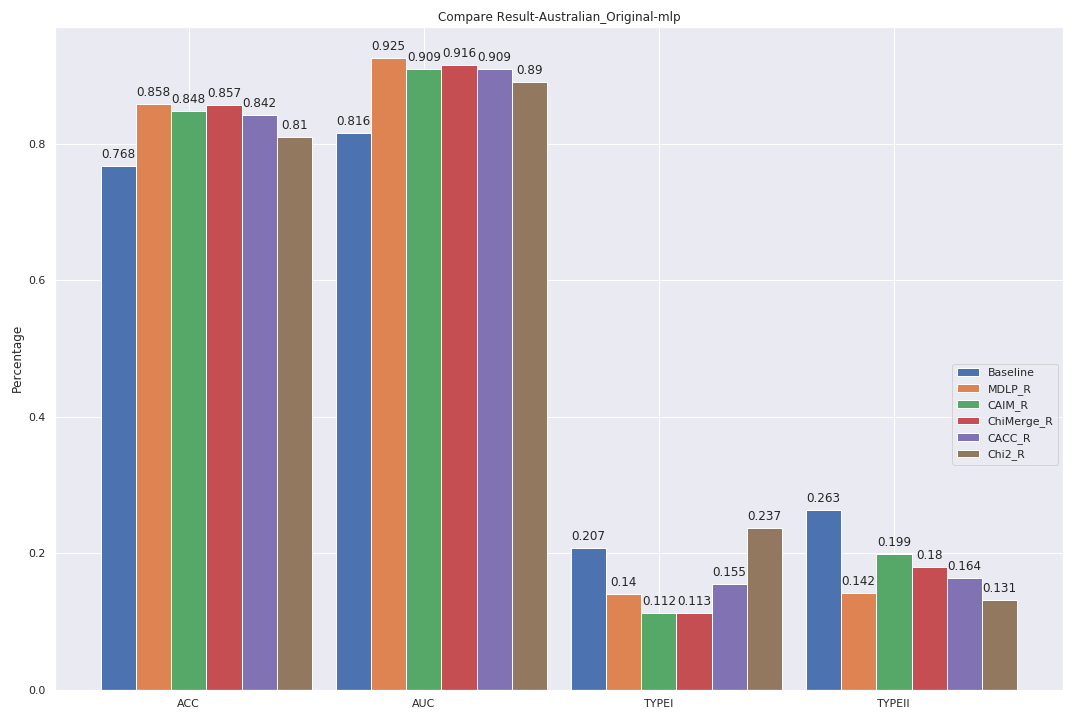 Compare Result-Australian_Original-mlp
Percentage
0.8
0.6
0.4
0.2
0.0
0.768
0.858
0.848
0.857
0.842
0.81
0.816
0.925
0.909
0.916
0.909
0.89
0.207
0.14
0.112
0.113
0.155
0.237
0.263
0.142
0.199
0.18
0.164
0.131
ACC
AUC
TYPEI
TYPEII
Baseline
MDLP_R
CAIM_R
ChiMerge_R
CACC_R
Chi2_R